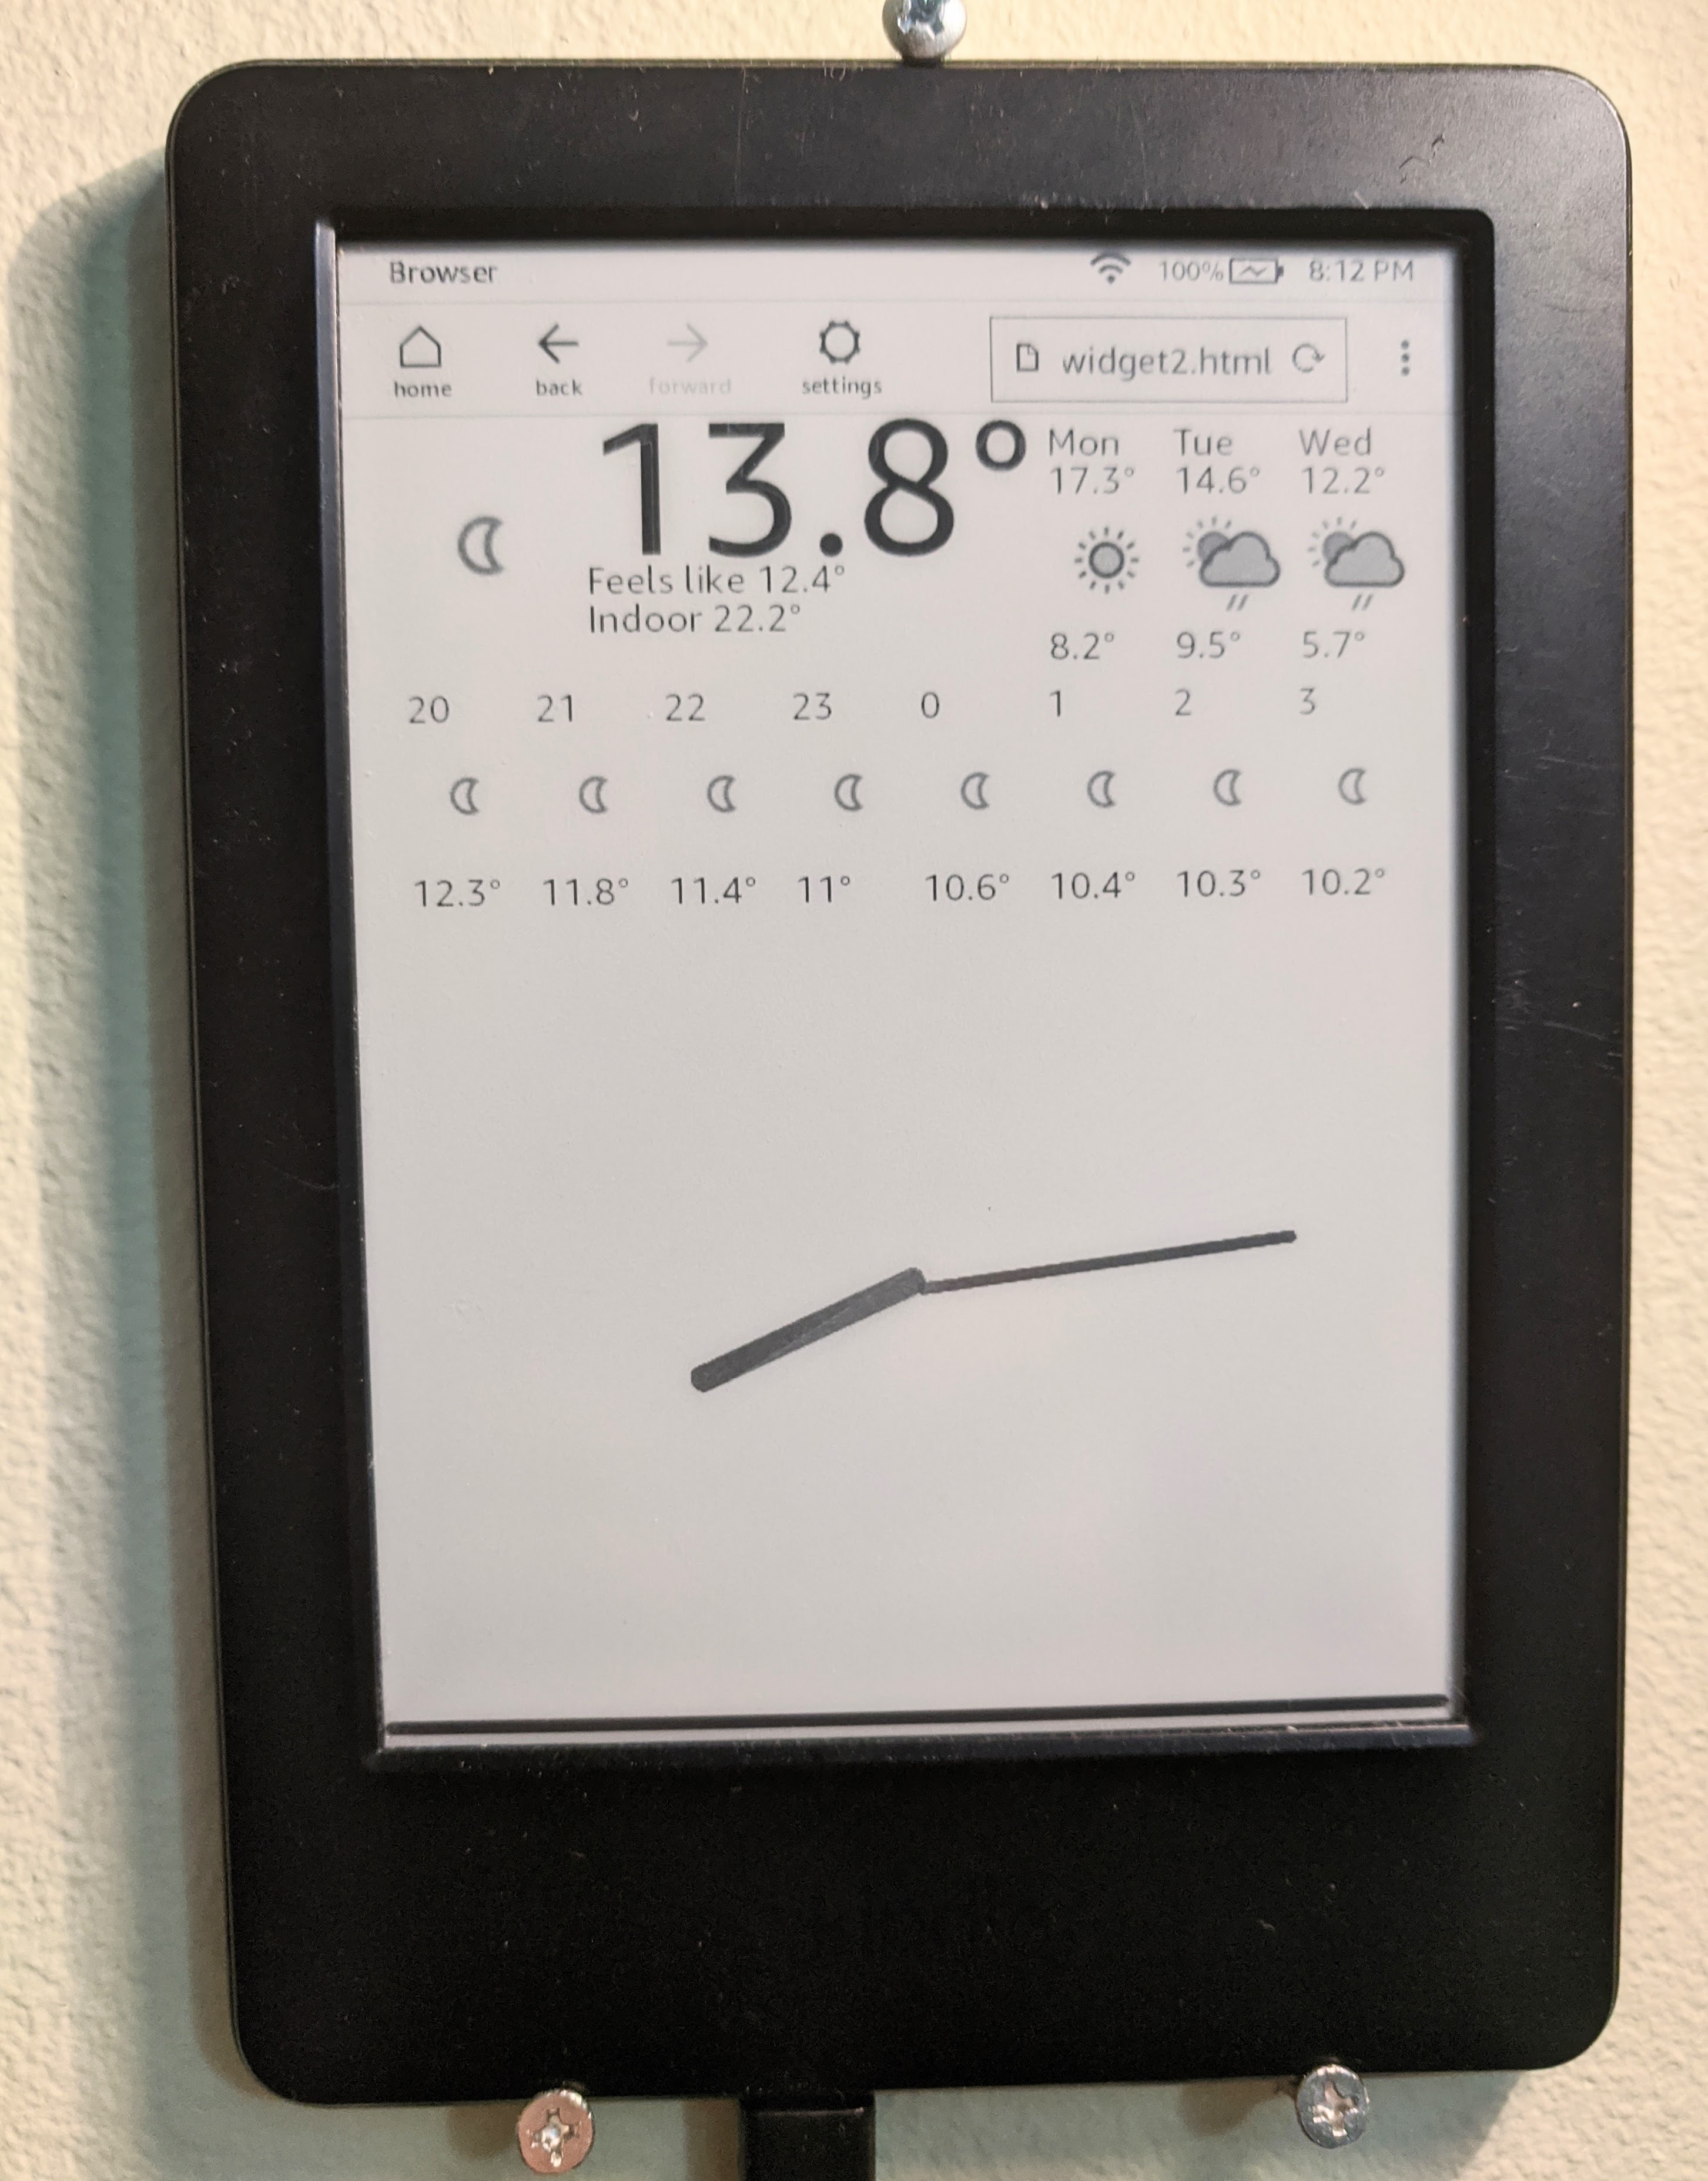 Browser 100% 8:12 PM
home back forward settings widget2.html
13.8°
Feels like 12.4°
Indoor 22.2°
Mon Tue Wed
17.3° 14.6° 12.2°
8.2° 9.5° 5.7°
20 21 22 23 0 1 2 3
12.3° 11.8° 11.4° 11° 10.6° 10.4° 10.3° 10.2°